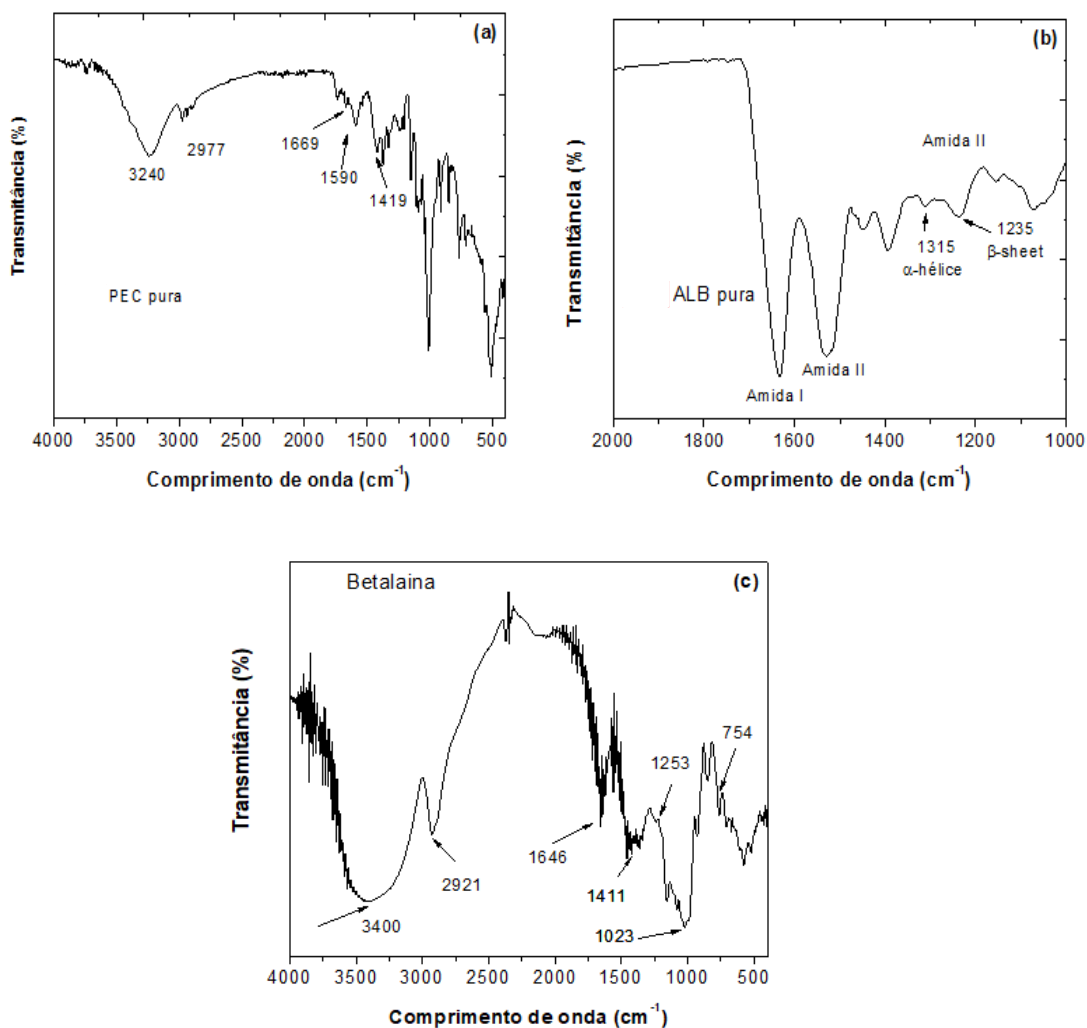 (a)
Transmitância (%)
3240
2977
1669
1590
1419
PEC pura
4000 3500 3000 2500 2000 1500 1000 500
Comprimento de onda (cm⁻¹)
(b)
Transmitância (%)
Amida II
1315
α-hélice
1235
β-sheet
ALB pura
Amida II
Amida I
2000 1800 1600 1400 1200 1000
Comprimento de onda (cm⁻¹)
Betalaina
(c)
Transmitância (%)
754
1253
1646
2921
1411
3400
1023
4000 3500 3000 2500 2000 1500 1000 500
Comprimento de onda (cm⁻¹)